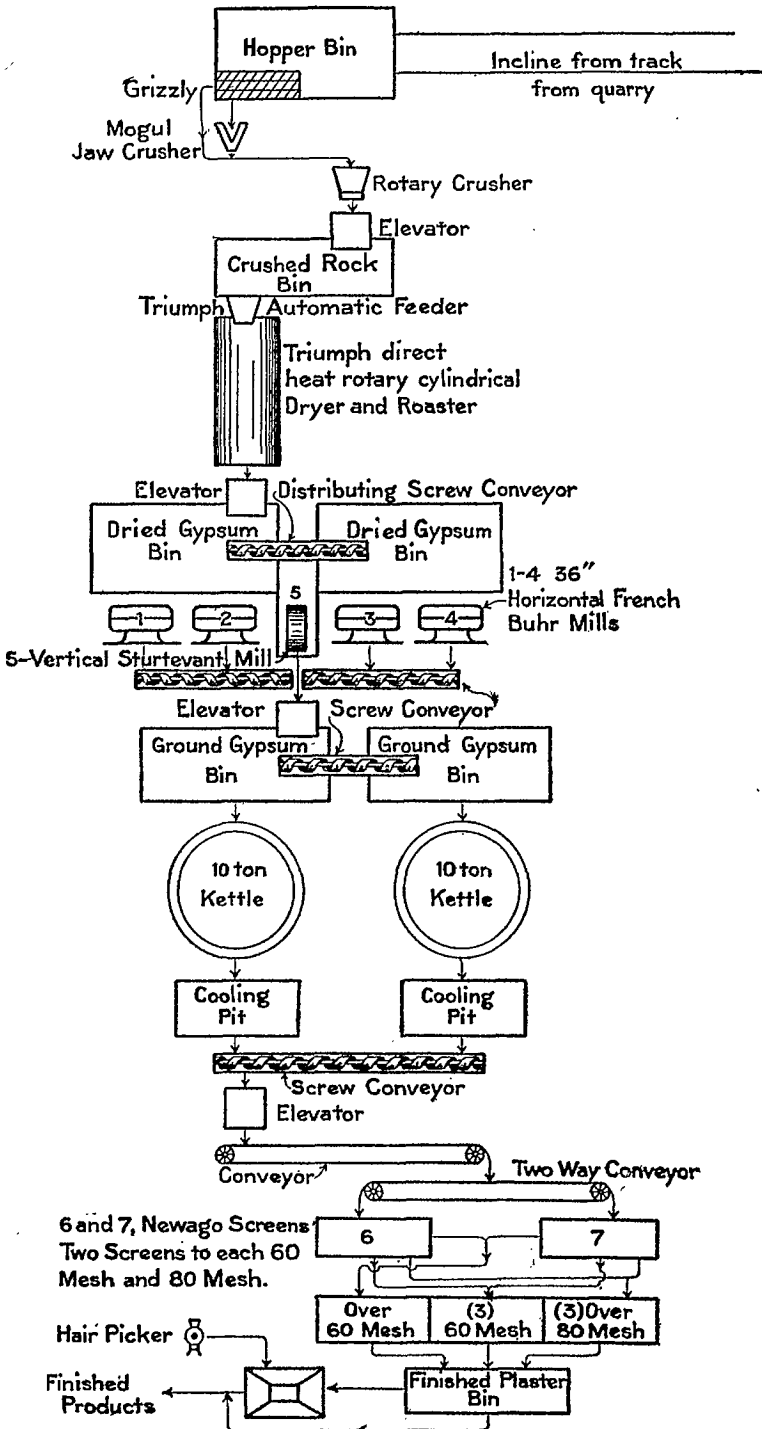 Hopper Bin
Incline from track
from quarry
Grizzly
Mogul
Jaw Crusher
Rotary Crusher
Elevator
Crushed Rock
Bin
Triumph Automatic Feeder
Triumph direct
heat rotary cylindrical
Dryer and Roaster
Elevator
Distributing Screw Conveyor
Dried Gypsum
Bin
Dried Gypsum
Bin
1-4 36"
Horizontal French
Buhr Mills
1
2
5
3
4
5-Vertical Sturtevant Mill
Elevator
Screw Conveyor
Ground Gypsum
Bin
Ground Gypsum
Bin
10 ton
Kettle
10 ton
Kettle
Cooling
Pit
Cooling
Pit
Screw Conveyor
Elevator
Conveyor
Two Way Conveyor
6 and 7, Newago Screens
Two Screens to each 60
Mesh and 80 Mesh.
6
7
Over
60 Mesh
(3)
60 Mesh
(3) Over
80 Mesh
Hair Picker
Finished
Products
Finished Plaster
Bin